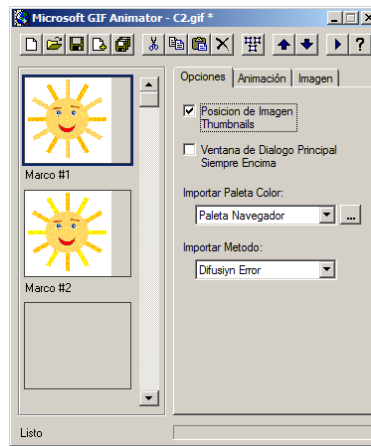 Microsoft GIF Animator - C2.gif *
Opciones Animación Imagen
Posicion de Imagen
Thumbnails
Ventana de Dialogo Principal
Siempre Encima
Marco #1
Importar Paleta Color:
Paleta Navegador ...
Importar Metodo:
Difusiyn Error
Marco #2
Listo